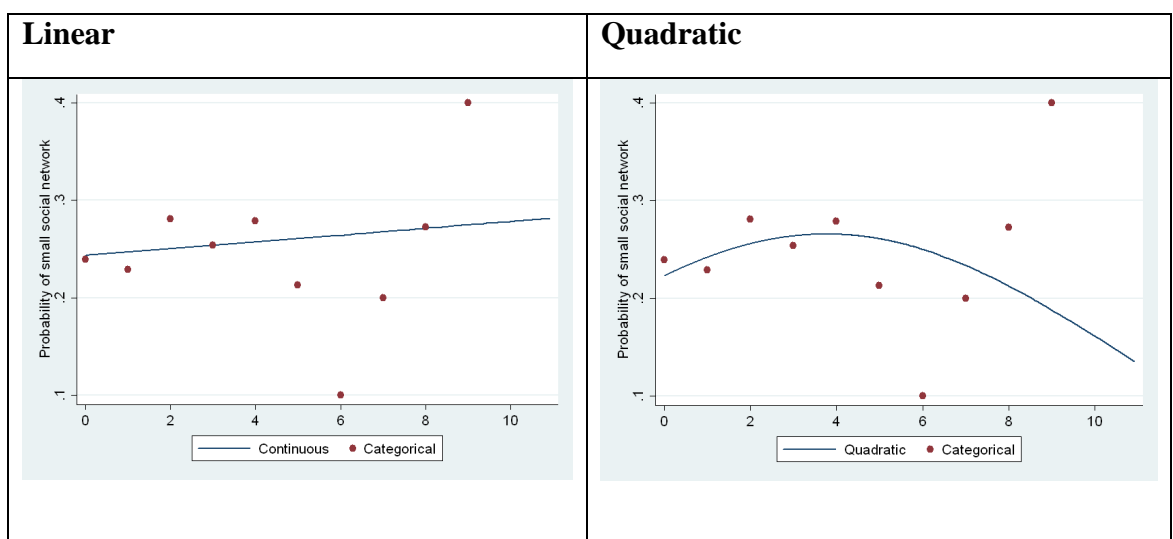 Linear
Quadratic
Probability of small social network
.4
.3
.2
.1
0 2 4 6 8 10
Continuous Categorical
Probability of small social network
.4
.3
.2
.1
0 2 4 6 8 10
Quadratic Categorical